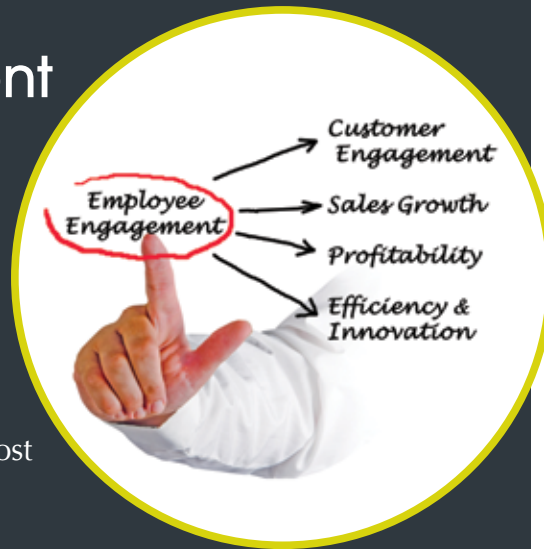 nt
Customer
Engagement
Employee
Engagement
Sales Growth
Profitability
Efficiency &
Innovation
ost